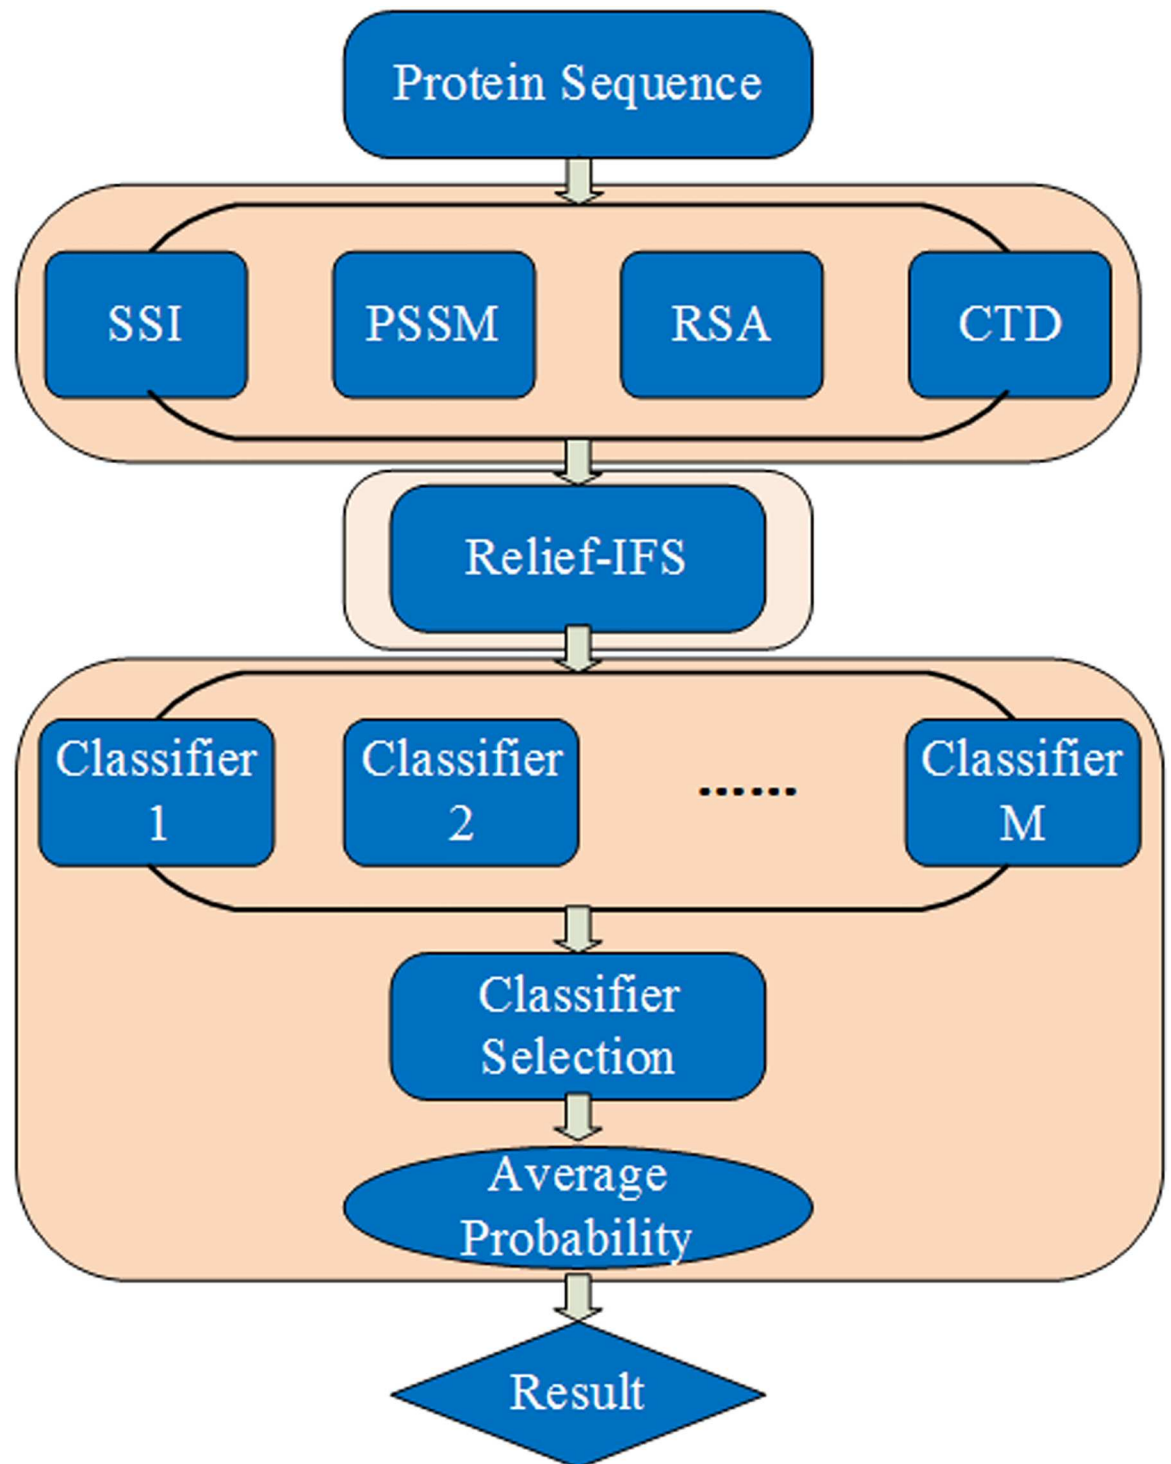 Protein Sequence
SSI
PSSM
RSA
CTD
Relief-IFS
Classifier
1
Classifier
2
......
Classifier
M
Classifier
Selection
Average
Probability
Result